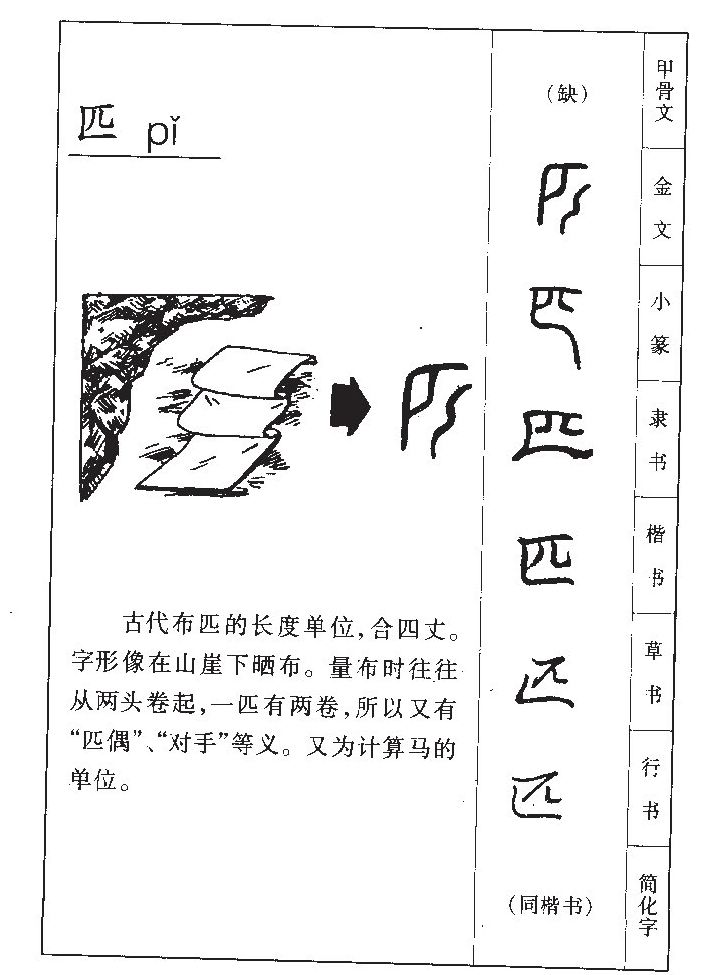 匹 pǐ
古代布匹的长度单位，合四丈。
字形像在山崖下晒布。量布时往往
从两头卷起，一匹有两卷，所以又有
“匹偶”、“对手”等义。又为计算马的
单位。
（缺）
甲骨文
金文
小篆
匹
隶书
匹
楷书
匹
草书
匹
行书
（同楷书）
简化字